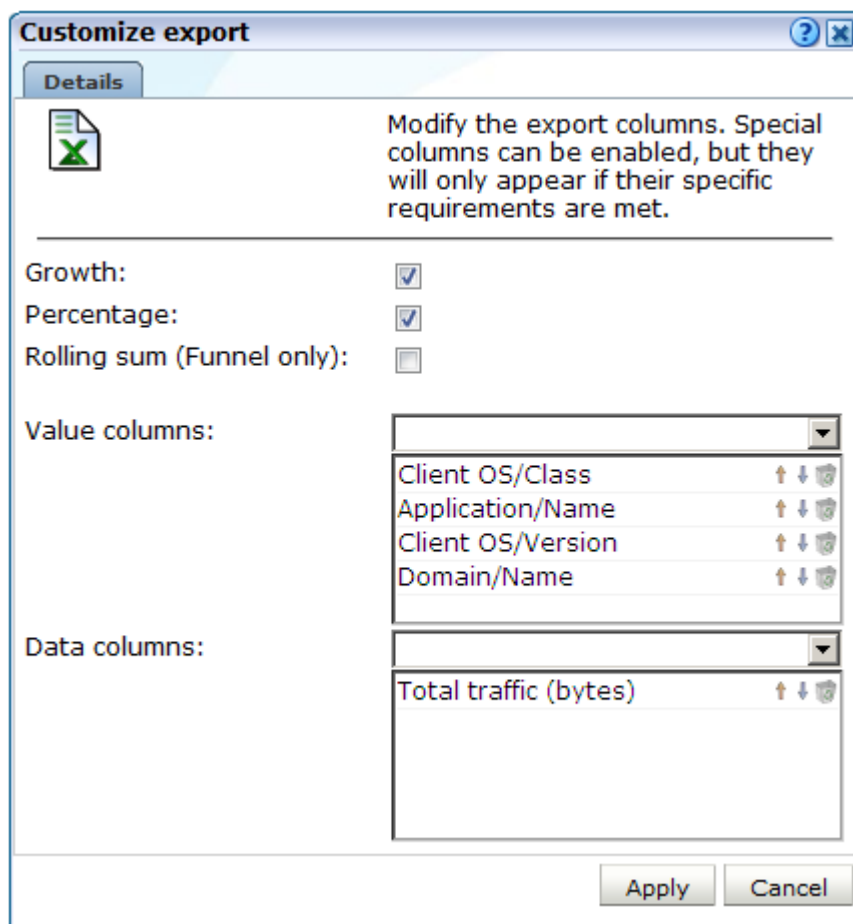 Customize export
Details
Modify the export columns. Special
columns can be enabled, but they
will only appear if their specific
requirements are met.
Growth:
Percentage:
Rolling sum (Funnel only):
Value columns:
Client OS/Class
Application/Name
Client OS/Version
Domain/Name
Data columns:
Total traffic (bytes)
Apply Cancel